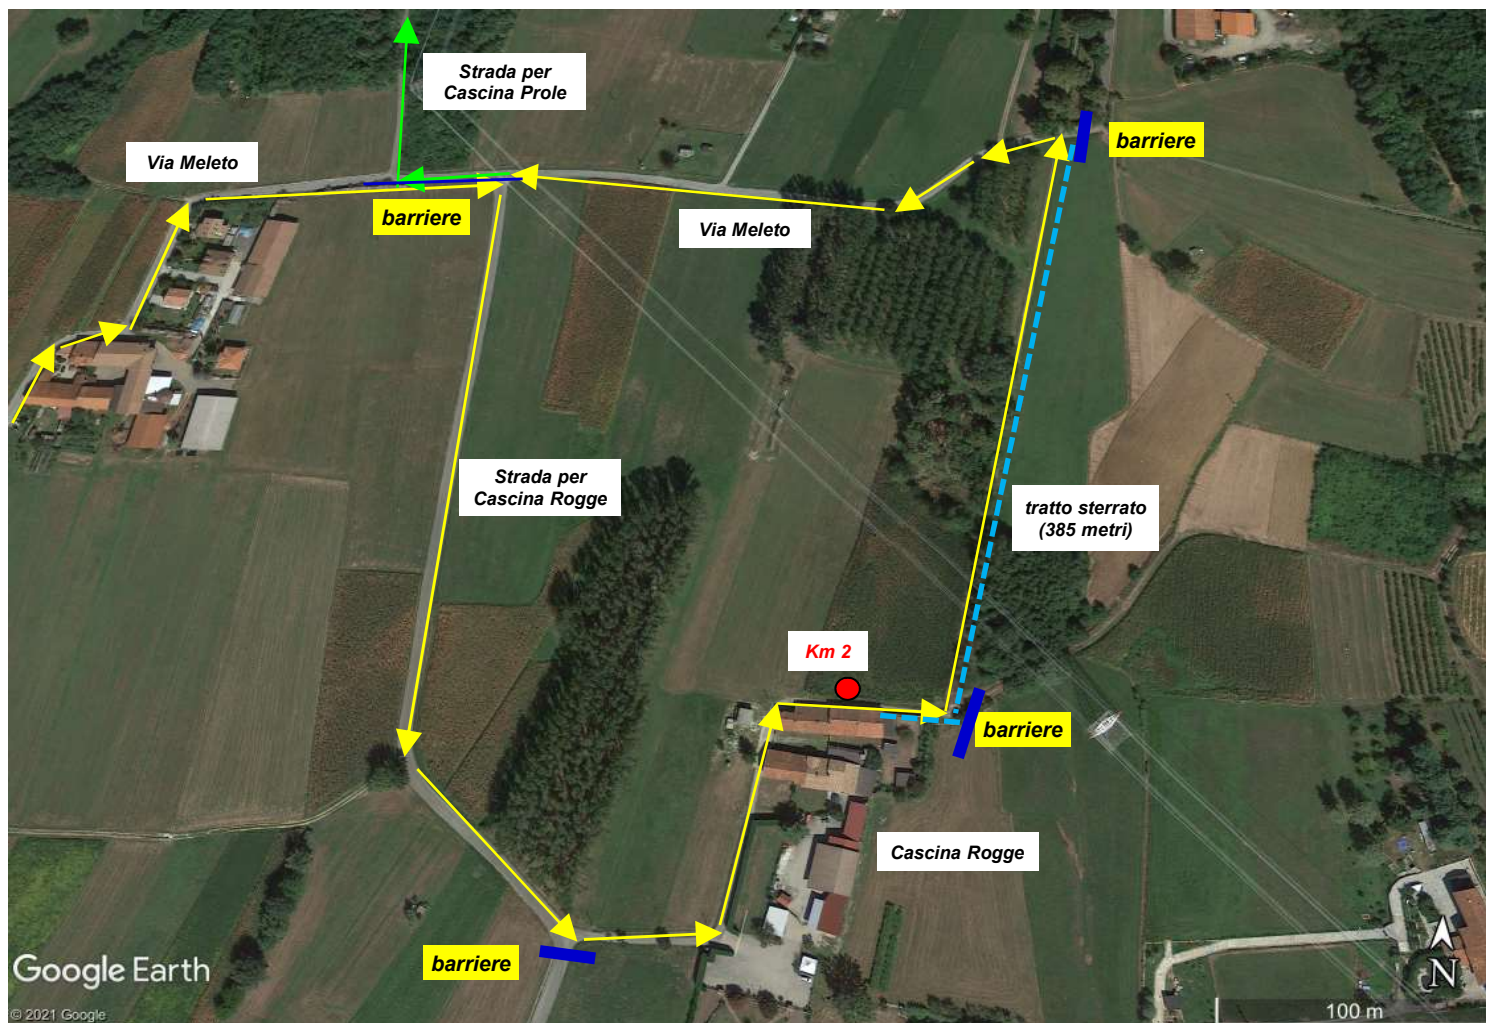 Strada per
Cascina Prole
Via Meleto
barriere
barriere
Via Meleto
Strada per
Cascina Rogge
tratto sterrato
(385 metri)
Km 2
barriere
Cascina Rogge
barriere
Google Earth
© 2021 Google
N
100 m